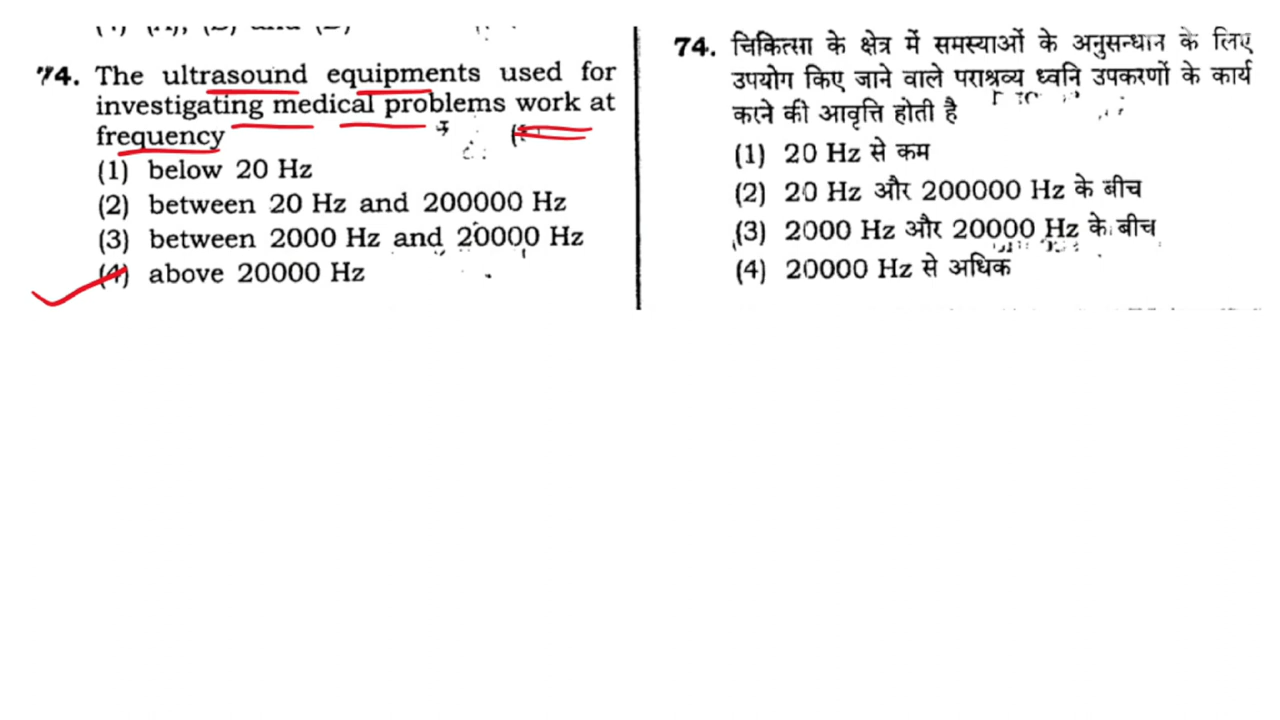 74. The ultrasound equipments used for
investigating medical problems work at
frequency
(1) below 20 Hz
(2) between 20 Hz and 200000 Hz
(3) between 2000 Hz and 20000 Hz
(4) above 20000 Hz
74. चिकित्सा के क्षेत्र में समस्याओं के अनुसन्धान के लिए
उपयोग किए जाने वाले पराश्रव्य ध्वनि उपकरणों के कार्य
करने की आवृत्ति होती है
(1) 20 Hz से कम
(2) 20 Hz और 200000 Hz के बीच
(3) 2000 Hz और 20000 Hz के बीच
(4) 20000 Hz से अधिक